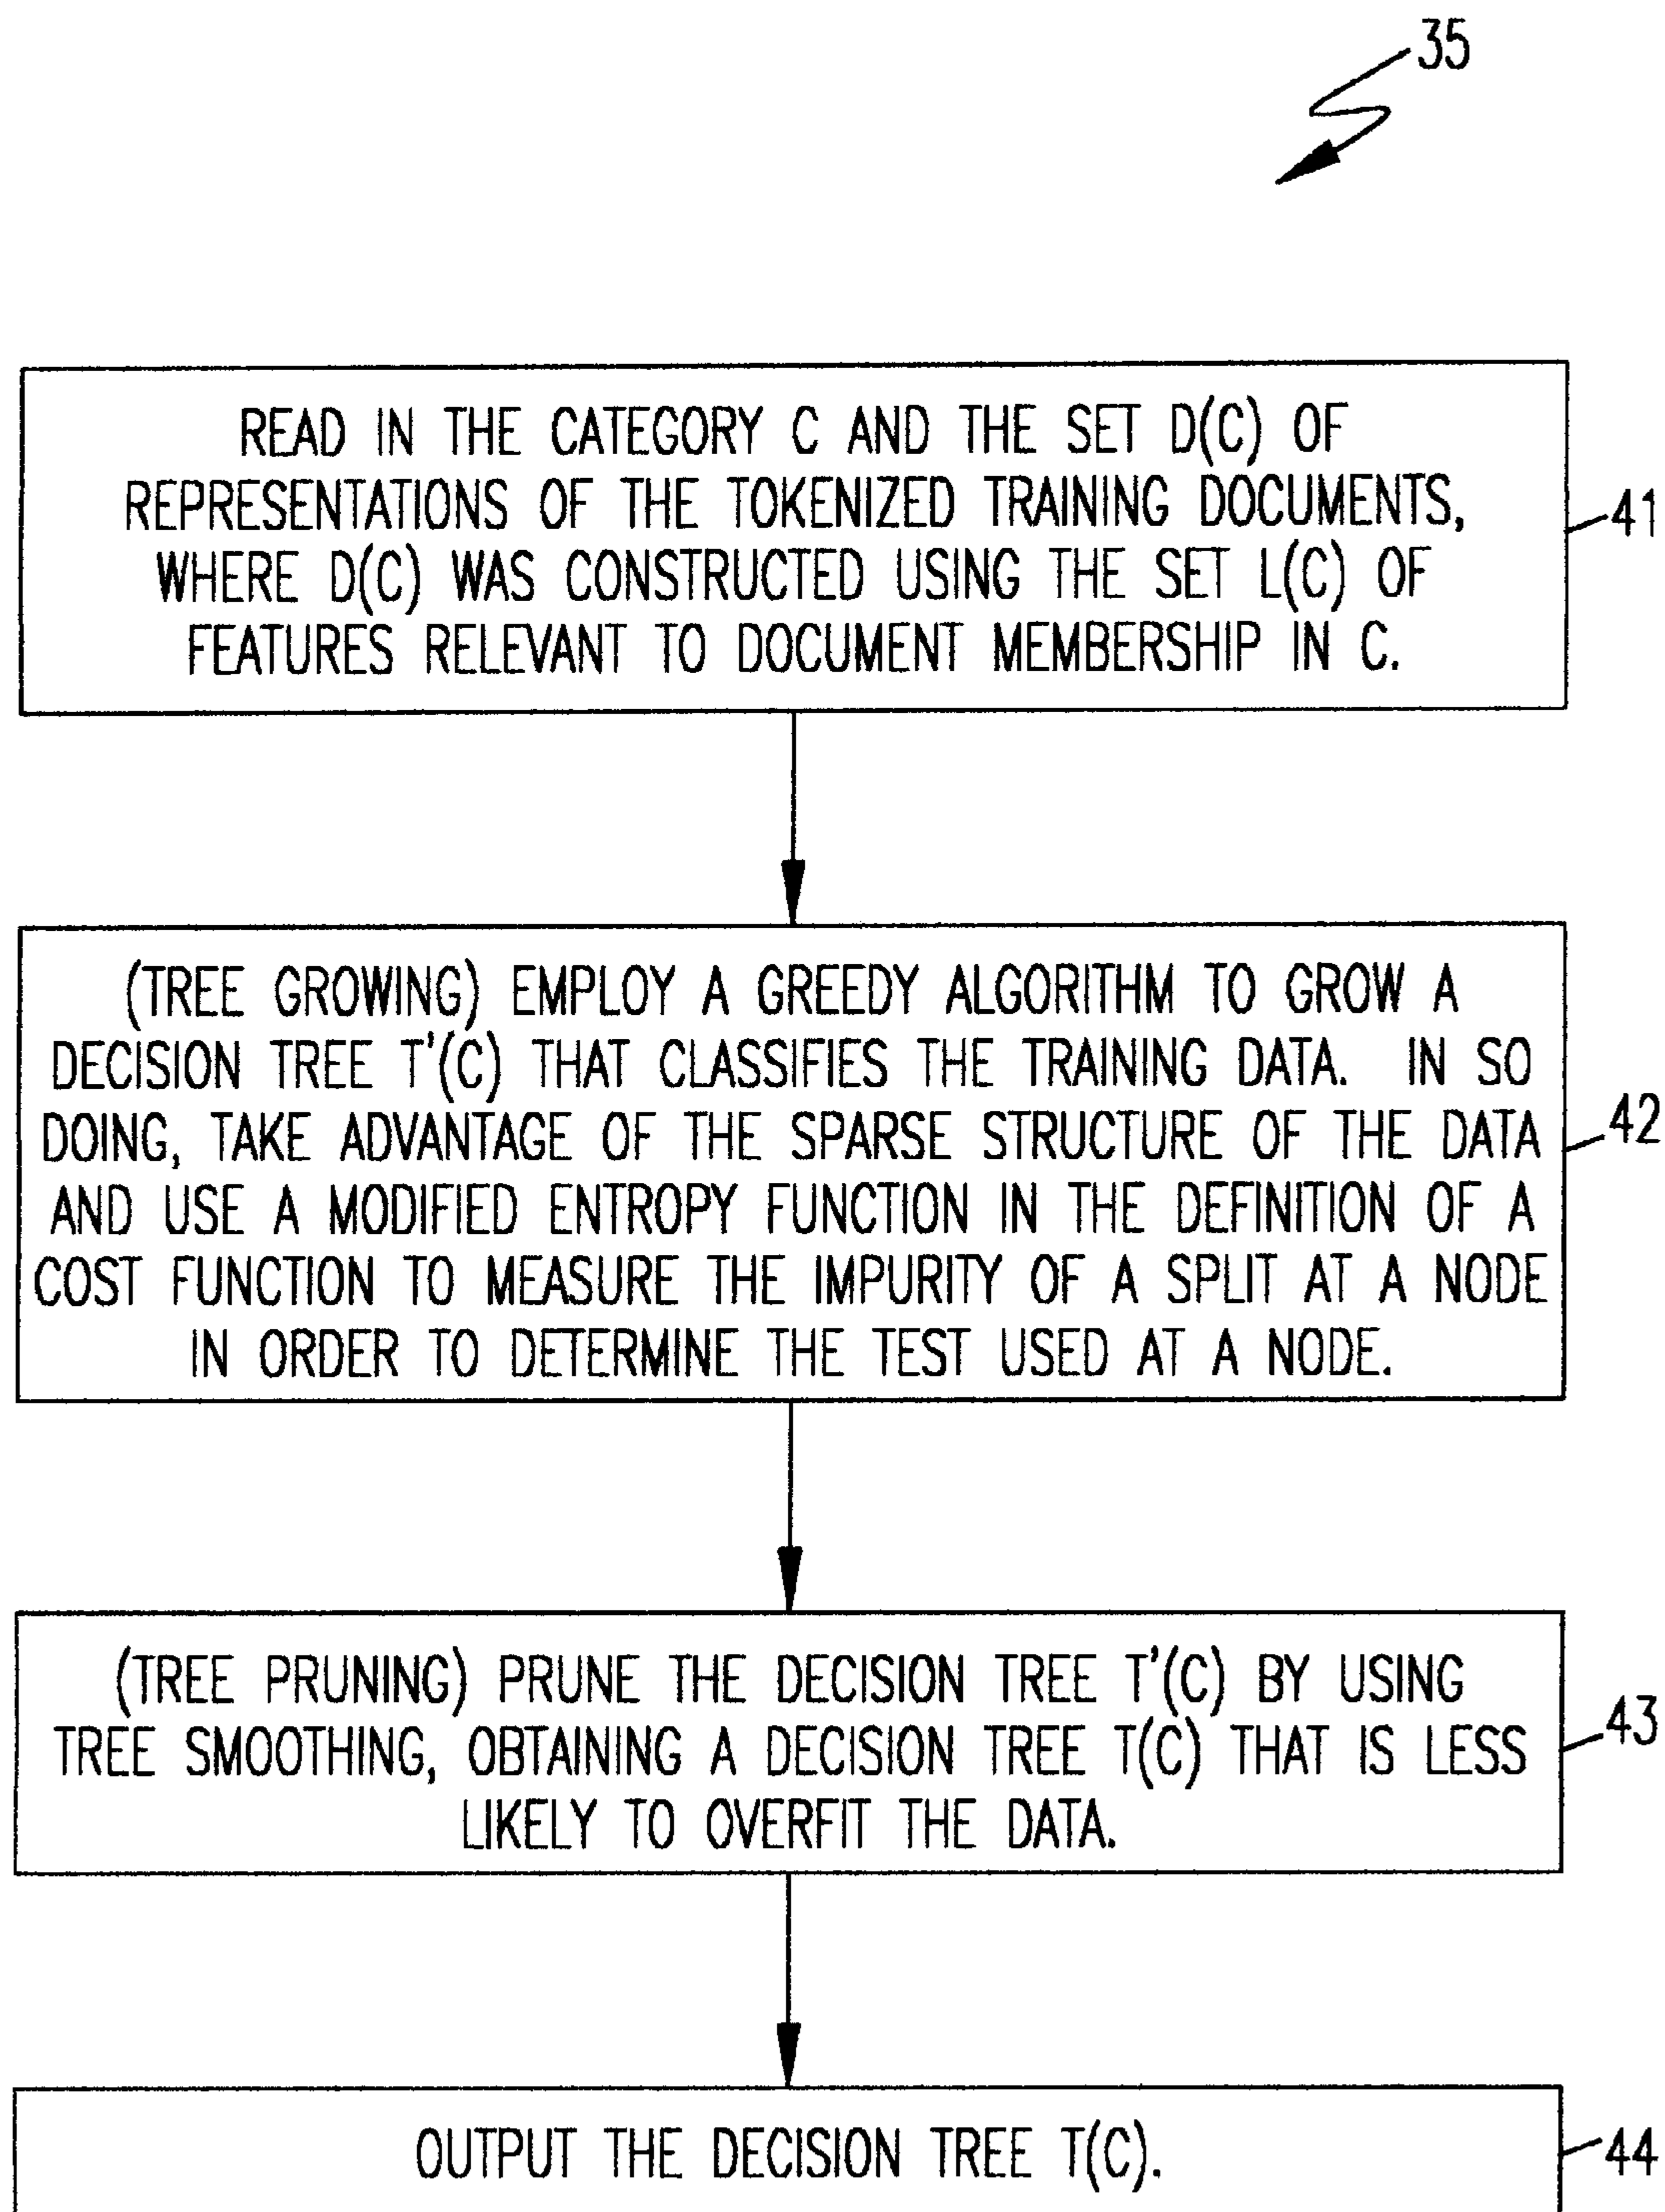 35
READ IN THE CATEGORY C AND THE SET D(C) OF
REPRESENTATIONS OF THE TOKENIZED TRAINING DOCUMENTS,
WHERE D(C) WAS CONSTRUCTED USING THE SET L(C) OF
FEATURES RELEVANT TO DOCUMENT MEMBERSHIP IN C.
41
(TREE GROWING) EMPLOY A GREEDY ALGORITHM TO GROW A
DECISION TREE T'(C) THAT CLASSIFIES THE TRAINING DATA. IN SO
DOING, TAKE ADVANTAGE OF THE SPARSE STRUCTURE OF THE DATA
AND USE A MODIFIED ENTROPY FUNCTION IN THE DEFINITION OF A
COST FUNCTION TO MEASURE THE IMPURITY OF A SPLIT AT A NODE
IN ORDER TO DETERMINE THE TEST USED AT A NODE.
42
(TREE PRUNING) PRUNE THE DECISION TREE T'(C) BY USING
TREE SMOOTHING, OBTAINING A DECISION TREE T(C) THAT IS LESS
LIKELY TO OVERFIT THE DATA.
43
OUTPUT THE DECISION TREE T(C).
44